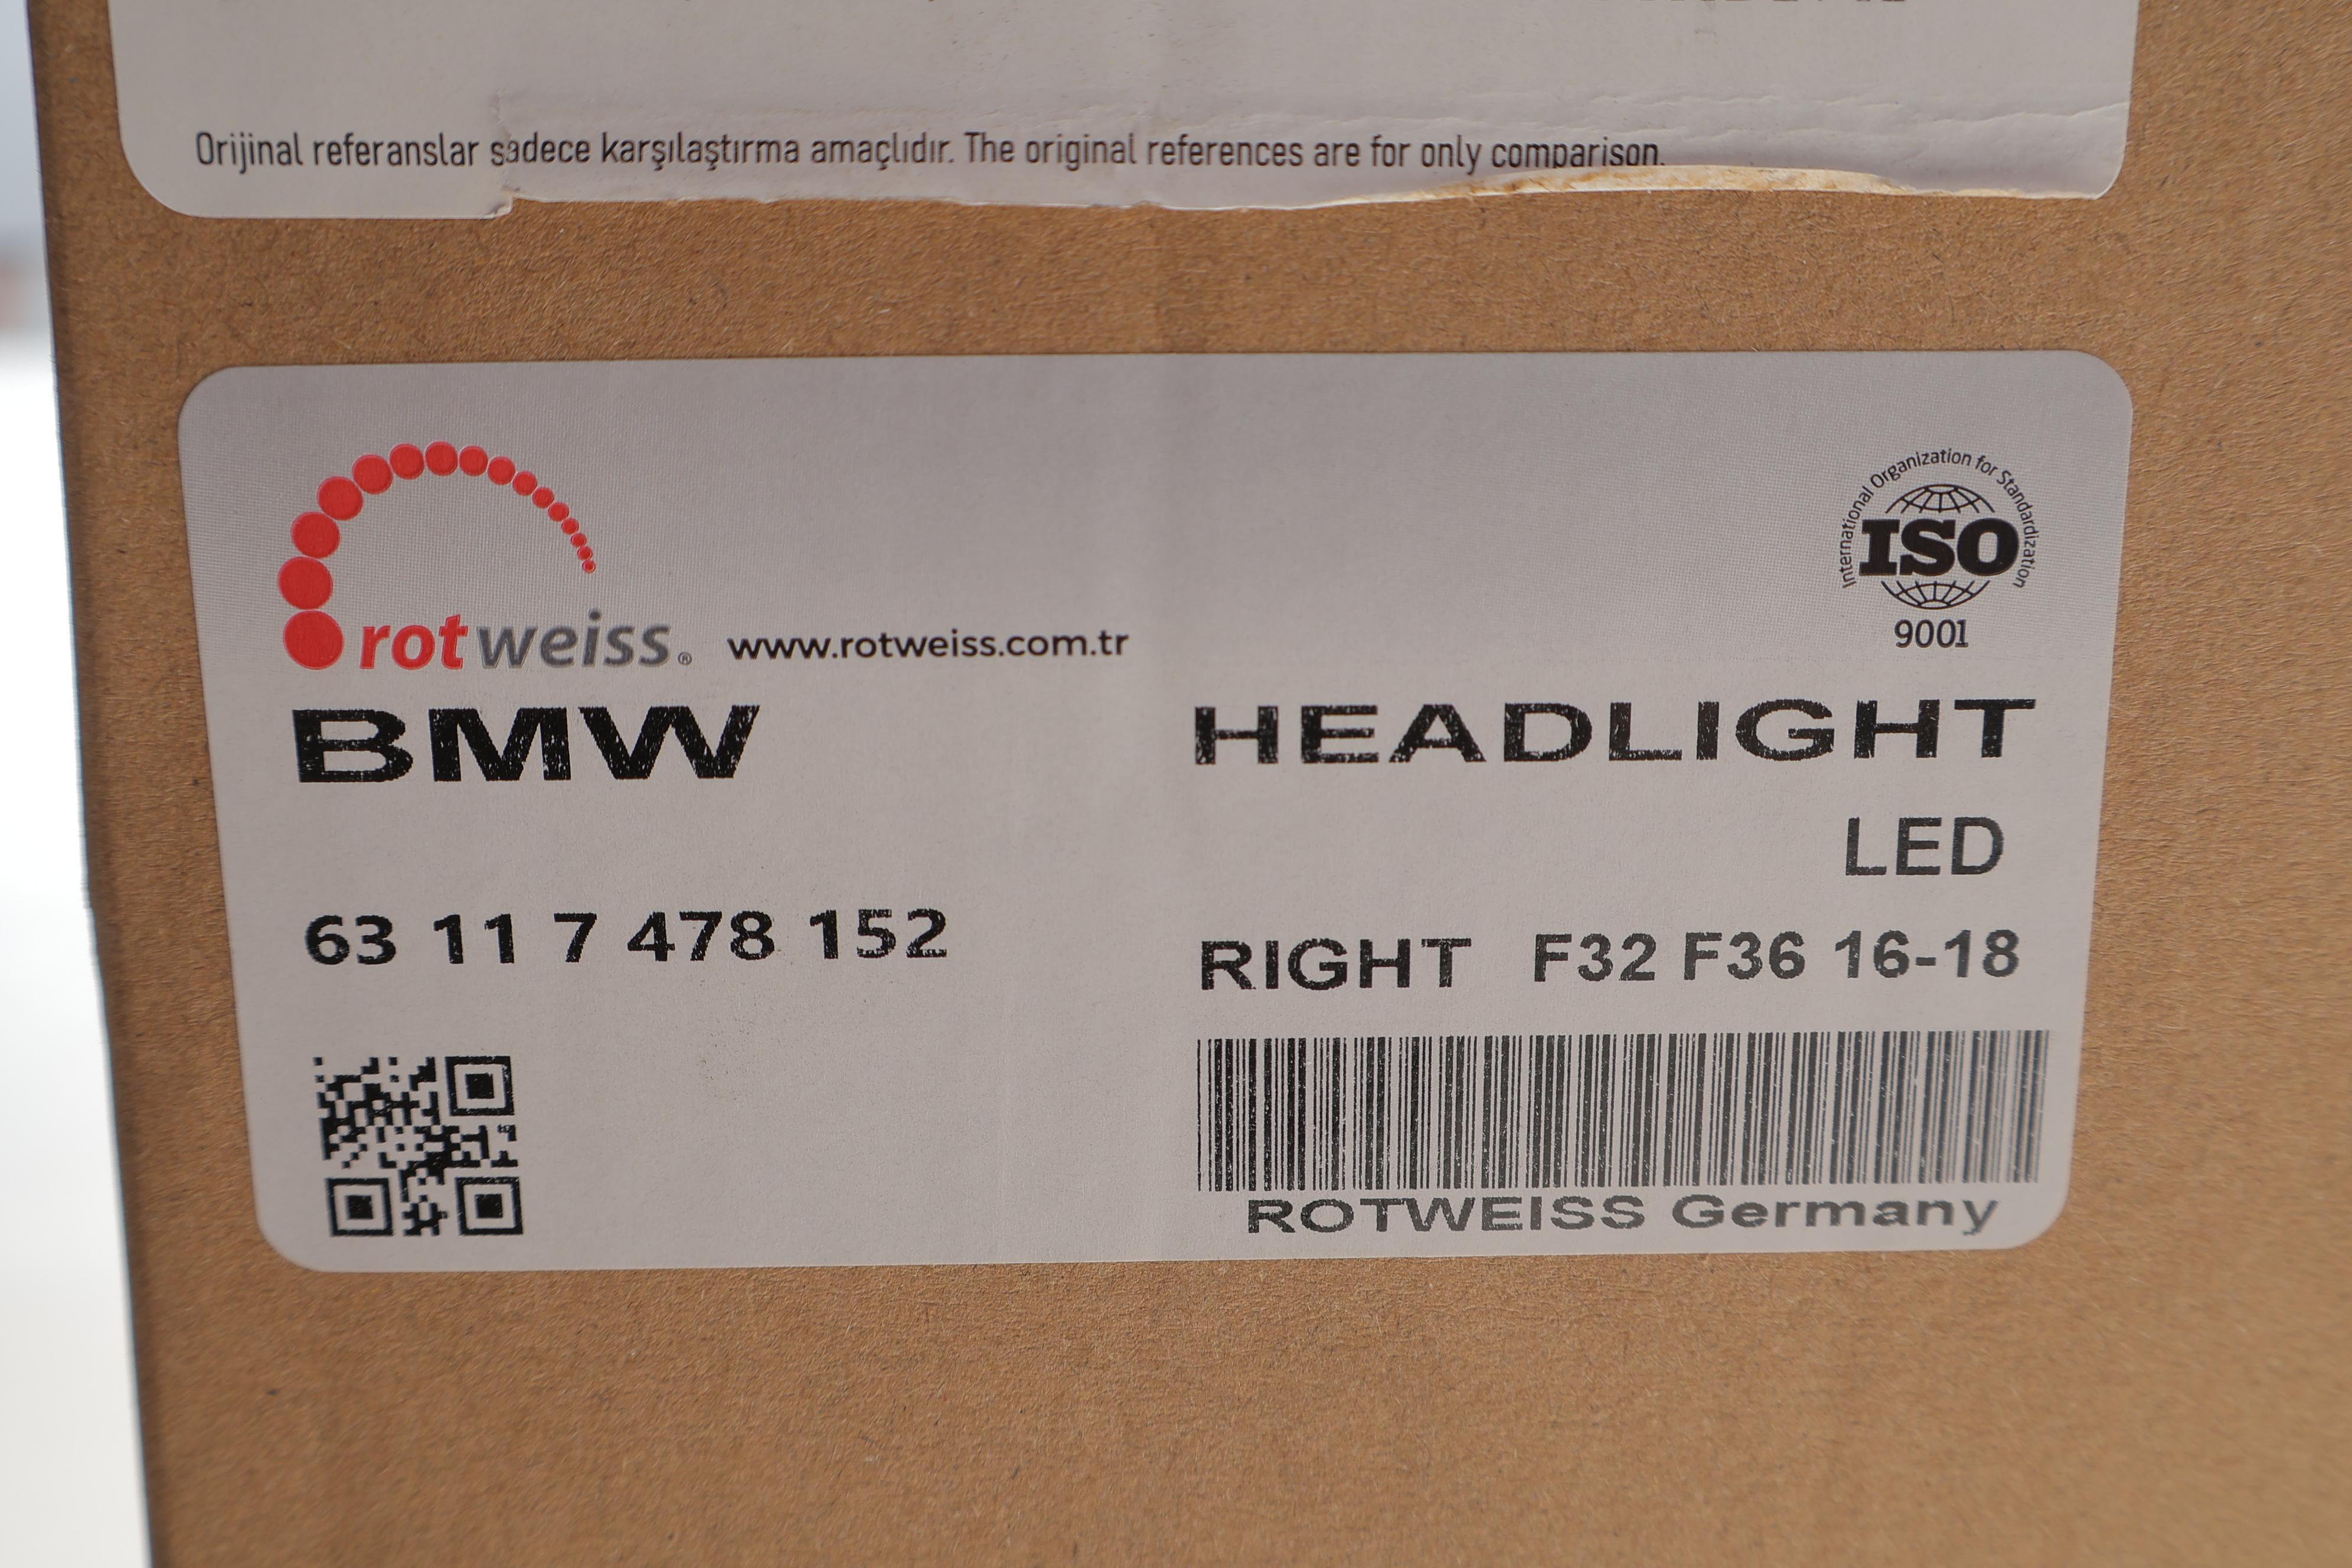 Orijinal referanslar sadece karşılaştırma amaçlıdır. The original references are for only comparison.
International Organization for Standardization
ISO
9001
rotweiss® www.rotweiss.com.tr
BMW HEADLIGHT
LED
63 11 7 478 152 RIGHT F32 F36 16-18
ROTWEISS Germany